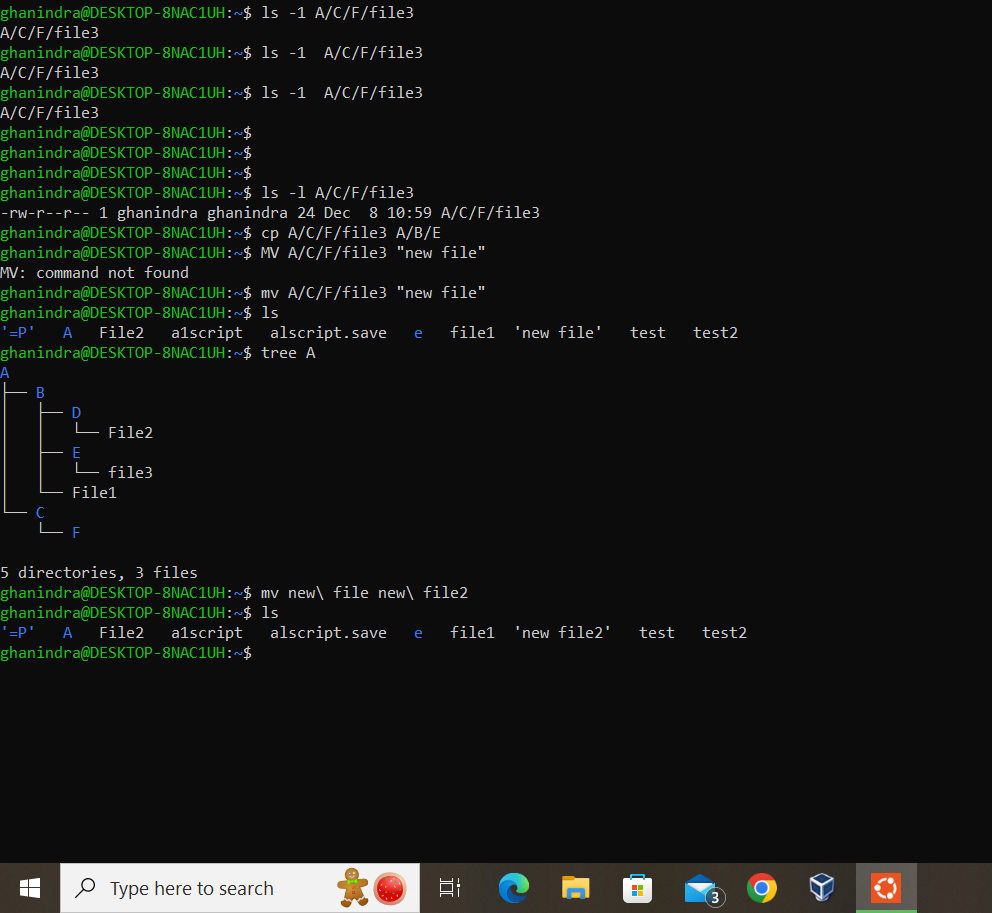 ghanindra@DESKTOP-8NAC1UH:~$ ls -1 A/C/F/file3
A/C/F/file3
ghanindra@DESKTOP-8NAC1UH:~$ ls -1  A/C/F/file3
A/C/F/file3
ghanindra@DESKTOP-8NAC1UH:~$ ls -1  A/C/F/file3
A/C/F/file3
ghanindra@DESKTOP-8NAC1UH:~$
ghanindra@DESKTOP-8NAC1UH:~$
ghanindra@DESKTOP-8NAC1UH:~$
ghanindra@DESKTOP-8NAC1UH:~$ ls -l A/C/F/file3
-rw-r--r-- 1 ghanindra ghanindra 24 Dec  8 10:59 A/C/F/file3
ghanindra@DESKTOP-8NAC1UH:~$ cp A/C/F/file3 A/B/E
ghanindra@DESKTOP-8NAC1UH:~$ MV A/C/F/file3 "new file"
MV: command not found
ghanindra@DESKTOP-8NAC1UH:~$ mv A/C/F/file3 "new file"
ghanindra@DESKTOP-8NAC1UH:~$ ls
'=P'   A   File2   a1script   alscript.save   e   file1  'new file'   test   test2
ghanindra@DESKTOP-8NAC1UH:~$ tree A
A
├── B
│   ├── D
│   │   └── File2
│   ├── E
│   │   └── file3
│   └── File1
└── C
    └── F
5 directories, 3 files
ghanindra@DESKTOP-8NAC1UH:~$ mv new\ file new\ file2
ghanindra@DESKTOP-8NAC1UH:~$ ls
'=P'   A   File2   a1script   alscript.save   e   file1  'new file2'   test   test2
ghanindra@DESKTOP-8NAC1UH:~$
Type here to search
3